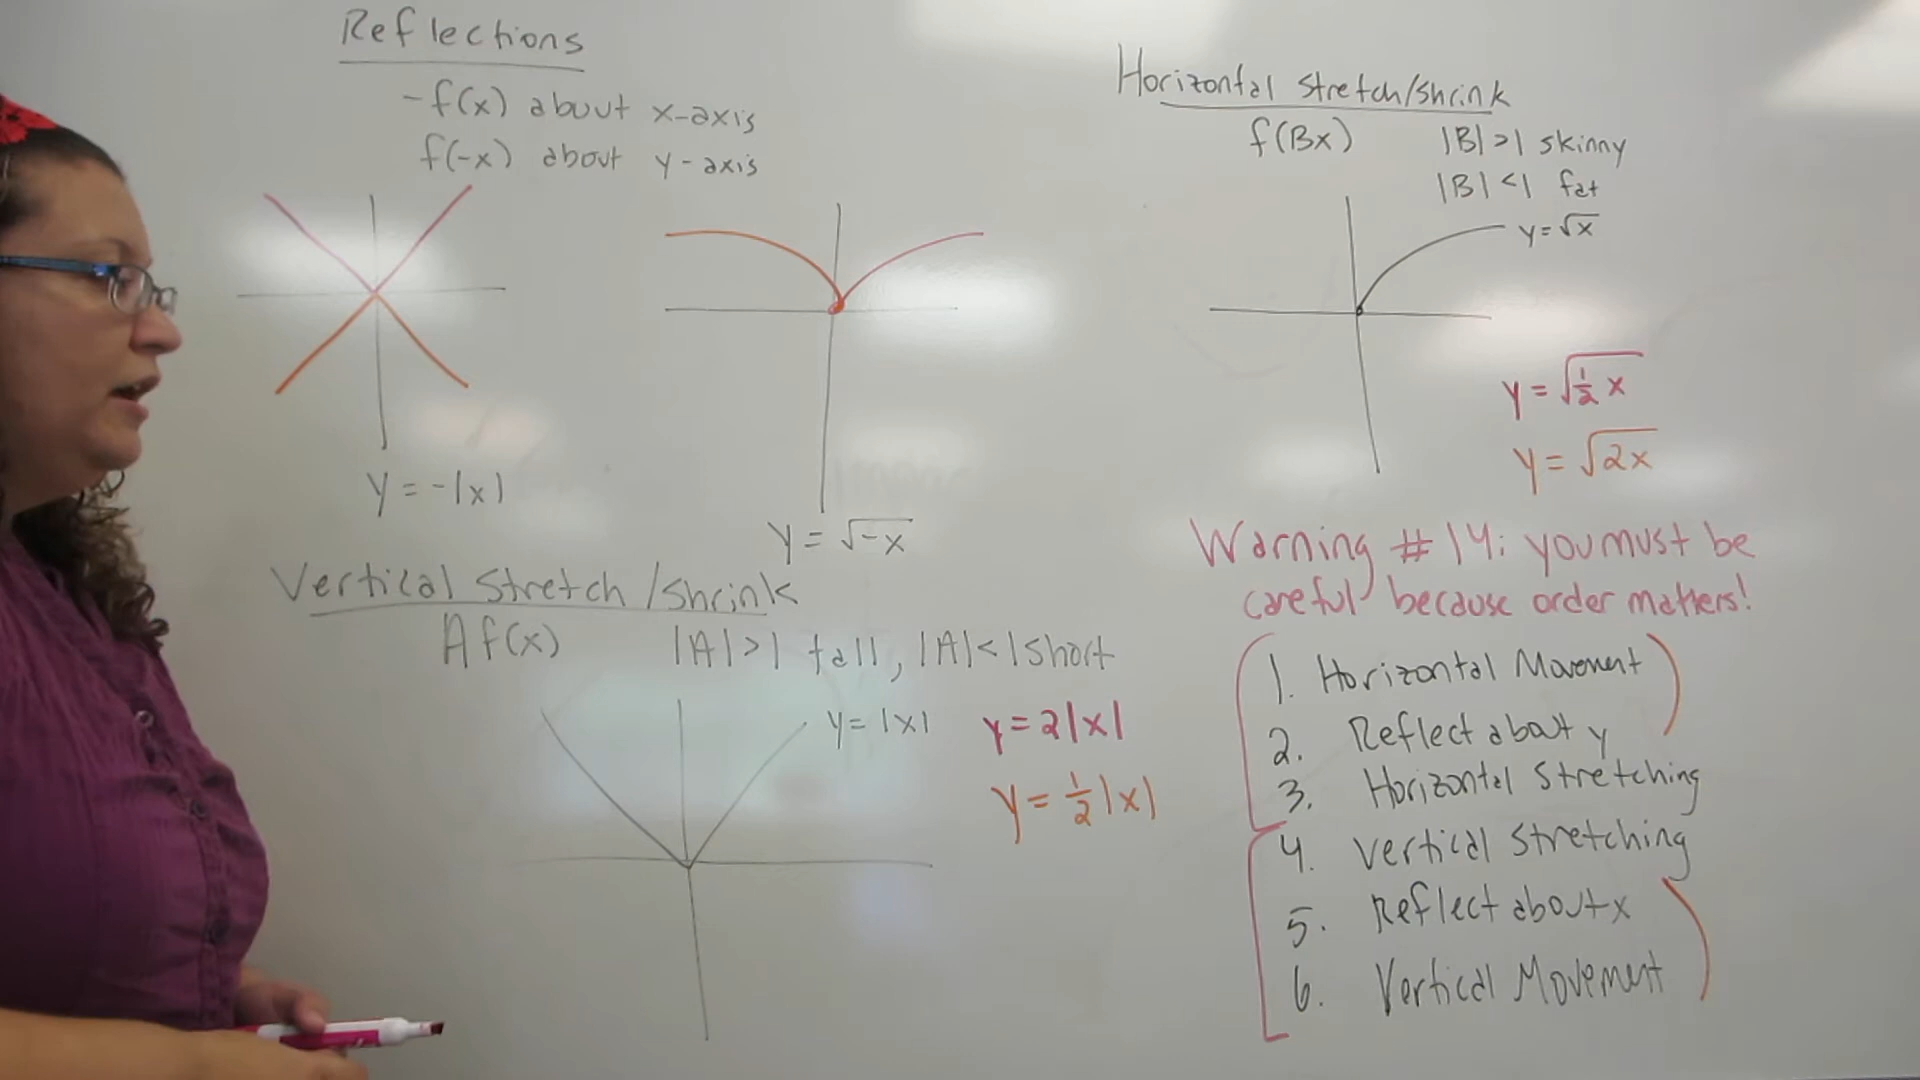 Reflections
-f(x) about x-axis
f(-x) about y-axis
y = -|x|
y = √-x
Vertical Stretch/Shrink
Af(x) |A|>1 tall, |A|<1 short
y = |x|
y = 2|x|
y = 1/2|x|
Horizontal Stretch/Shrink
f(Bx) |B|>1 skinny
|B|<1 fat
y = √x
y = √1/2 x
y = √2x
Warning #14: you must be
careful because order matters!
1. Horizontal Movement
2. Reflect about y
3. Horizontal Stretching
4. Vertical Stretching
5. Reflect about x
6. Vertical Movement